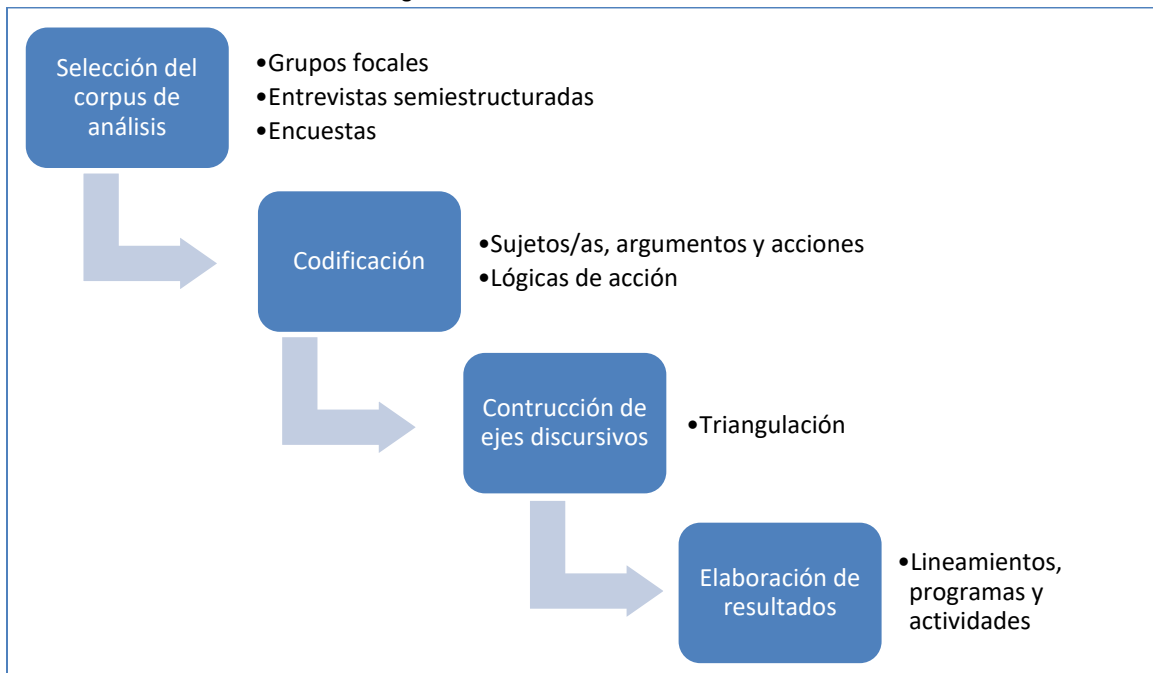 Selección del
corpus de
análisis
•Grupos focales
•Entrevistas semiestructuradas
•Encuestas
Codificación
•Sujetos/as, argumentos y acciones
•Lógicas de acción
Contrucción de
ejes discursivos
•Triangulación
Elaboración de
resultados
•Lineamientos,
programas y
actividades